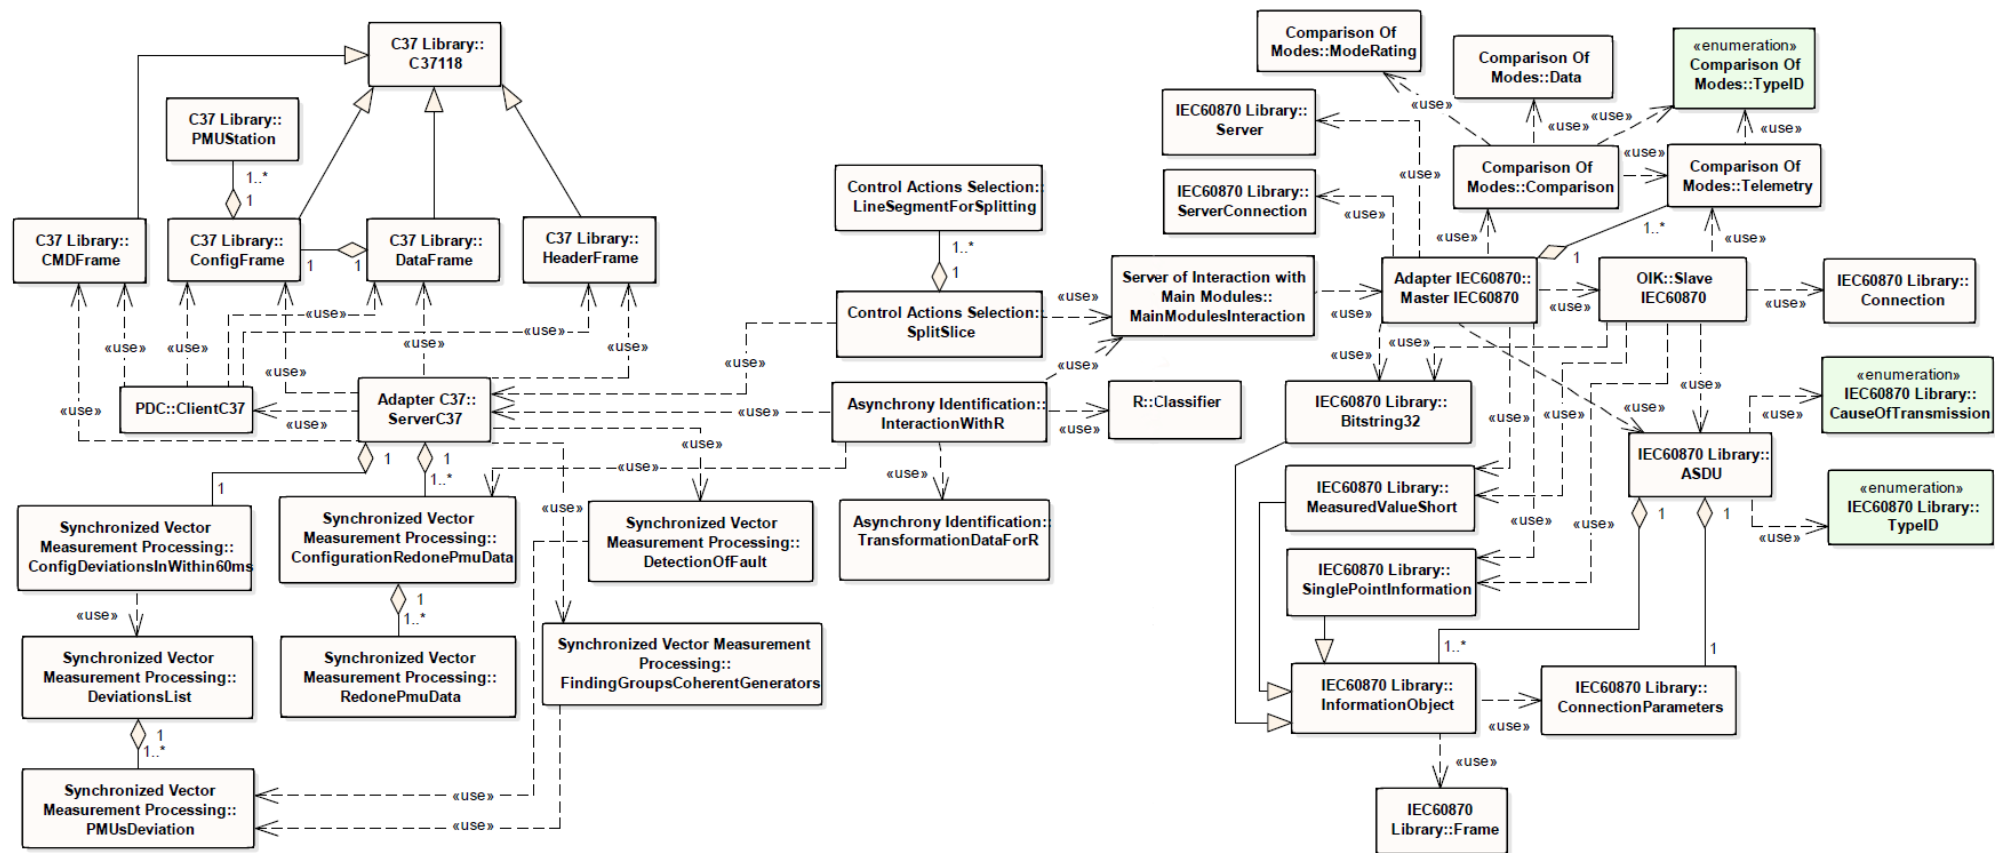 C37 Library::
C37118
C37 Library::
PMUStation
1..*
1
C37 Library::
CMDFrame
C37 Library::
ConfigFrame
1
1
C37 Library::
DataFrame
C37 Library::
HeaderFrame
«use»
«use»
«use»
«use»
«use»
«use»
«use»
PDC::ClientC37
«use»
«use»
Adapter C37::
ServerC37
1
1
1
1..*
Synchronized Vector
Measurement Processing::
ConfigDeviationsInWithin60ms
«use»
Synchronized Vector
Measurement Processing::
DeviationsList
1
1..*
Synchronized Vector
Measurement Processing::
PMUsDeviation
Synchronized Vector
Measurement Processing::
ConfigurationRedonePmuData
1
1..*
Synchronized Vector
Measurement Processing::
RedonePmuData
«use»
«use»
«use»
Synchronized Vector
Measurement Processing::
DetectionOfFault
Synchronized Vector Measurement
Processing::
FindingGroupsCoherentGenerators
«use»
«use»
Control Actions Selection::
LineSegmentForSplitting
1..*
1
Control Actions Selection::
SplitSlice
«use»
«use»
«use»
«use»
Asynchrony Identification::
InteractionWithR
«use»
«use»
Asynchrony Identification::
TransformationDataForR
R::Classifier
Server of Interaction with
Main Modules::
MainModulesInteraction
«use»
Comparison Of
Modes::ModeRating
Comparison Of
Modes::Data
«enumeration»
Comparison Of
Modes::TypeID
«use»
«use»
«use»
«use»
IEC60870 Library::
Server
«use»
IEC60870 Library::
ServerConnection
«use»
Comparison Of
Modes::Comparison
«use»
«use»
Comparison Of
Modes::Telemetry
«use»
«use»
1..*
1
Adapter IEC60870::
Master IEC60870
«use»
OIK::Slave
IEC60870
«use»
IEC60870 Library::
Connection
«use»
«use»
«use»
«use»
«use»
«use»
«use»
IEC60870 Library::
Bitstring32
IEC60870 Library::
MeasuredValueShort
IEC60870 Library::
SinglePointInformation
IEC60870 Library::
ASDU
1
1
«use»
«enumeration»
IEC60870 Library::
CauseOfTransmission
«use»
«enumeration»
IEC60870 Library::
TypeID
1..*
1
IEC60870 Library::
InformationObject
«use»
IEC60870 Library::
ConnectionParameters
«use»
IEC60870
Library::Frame